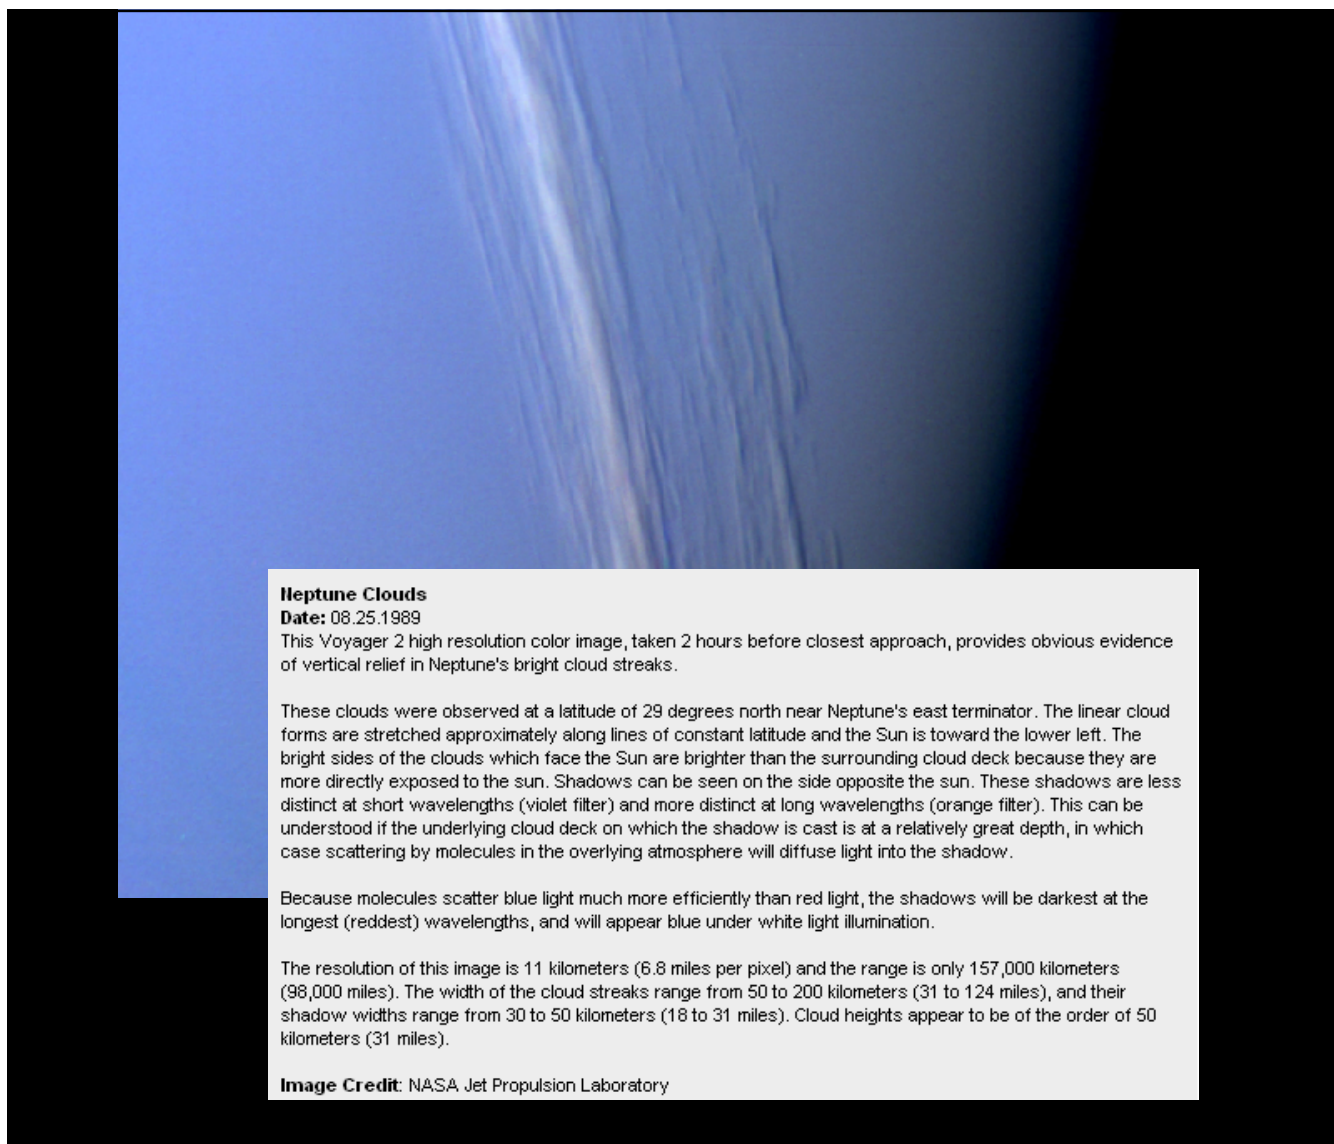 Neptune Clouds
Date: 08.25.1989
This Voyager 2 high resolution color image, taken 2 hours before closest approach, provides obvious evidence
of vertical relief in Neptune's bright cloud streaks.
These clouds were observed at a latitude of 29 degrees north near Neptune's east terminator. The linear cloud
forms are stretched approximately along lines of constant latitude and the Sun is toward the lower left. The
bright sides of the clouds which face the Sun are brighter than the surrounding cloud deck because they are
more directly exposed to the sun. Shadows can be seen on the side opposite the sun. These shadows are less
distinct at short wavelengths (violet filter) and more distinct at long wavelengths (orange filter). This can be
understood if the underlying cloud deck on which the shadow is cast is at a relatively great depth, in which
case scattering by molecules in the overlying atmosphere will diffuse light into the shadow.
Because molecules scatter blue light much more efficiently than red light, the shadows will be darkest at the
longest (reddest) wavelengths, and will appear blue under white light illumination.
The resolution of this image is 11 kilometers (6.8 miles per pixel) and the range is only 157,000 kilometers
(98,000 miles). The width of the cloud streaks range from 50 to 200 kilometers (31 to 124 miles), and their
shadow widths range from 30 to 50 kilometers (18 to 31 miles). Cloud heights appear to be of the order of 50
kilometers (31 miles).
Image Credit: NASA Jet Propulsion Laboratory